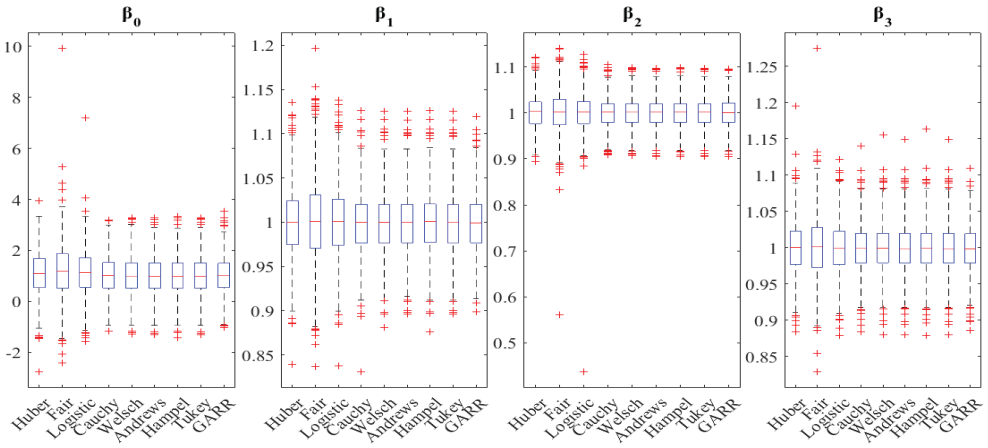 β0
10
8
6
4
2
0
-2
Huber
Fair
Logistic
Cauchy
Welsch
Andrews
Hampel
Tukey
GARR
β1
1.2
1.15
1.1
1.05
1
0.95
0.9
0.85
Huber
Fair
Logistic
Cauchy
Welsch
Andrews
Hampel
Tukey
GARR
β2
1.1
1
0.9
0.8
0.7
0.6
0.5
Huber
Fair
Logistic
Cauchy
Welsch
Andrews
Hampel
Tukey
GARR
β3
1.25
1.2
1.15
1.1
1.05
1
0.95
0.9
0.85
Huber
Fair
Logistic
Cauchy
Welsch
Andrews
Hampel
Tukey
GARR